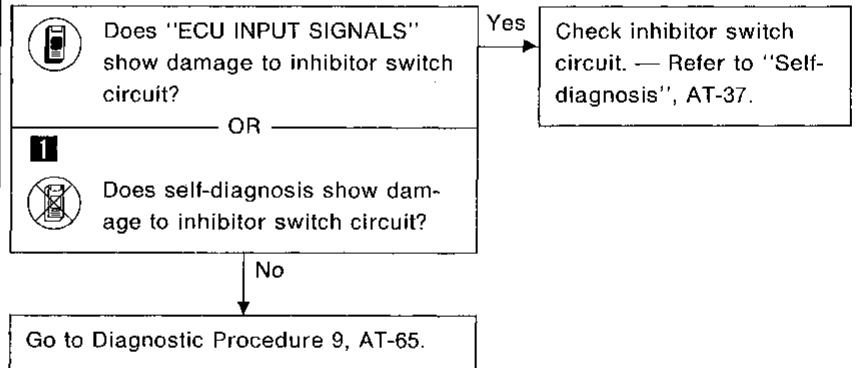 Does "ECU INPUT SIGNALS"
show damage to inhibitor switch
circuit?
OR
1
Does self-diagnosis show dam-
age to inhibitor switch circuit?
Yes
Check inhibitor switch
circuit. — Refer to "Self-
diagnosis", AT-37.
No
Go to Diagnostic Procedure 9, AT-65.